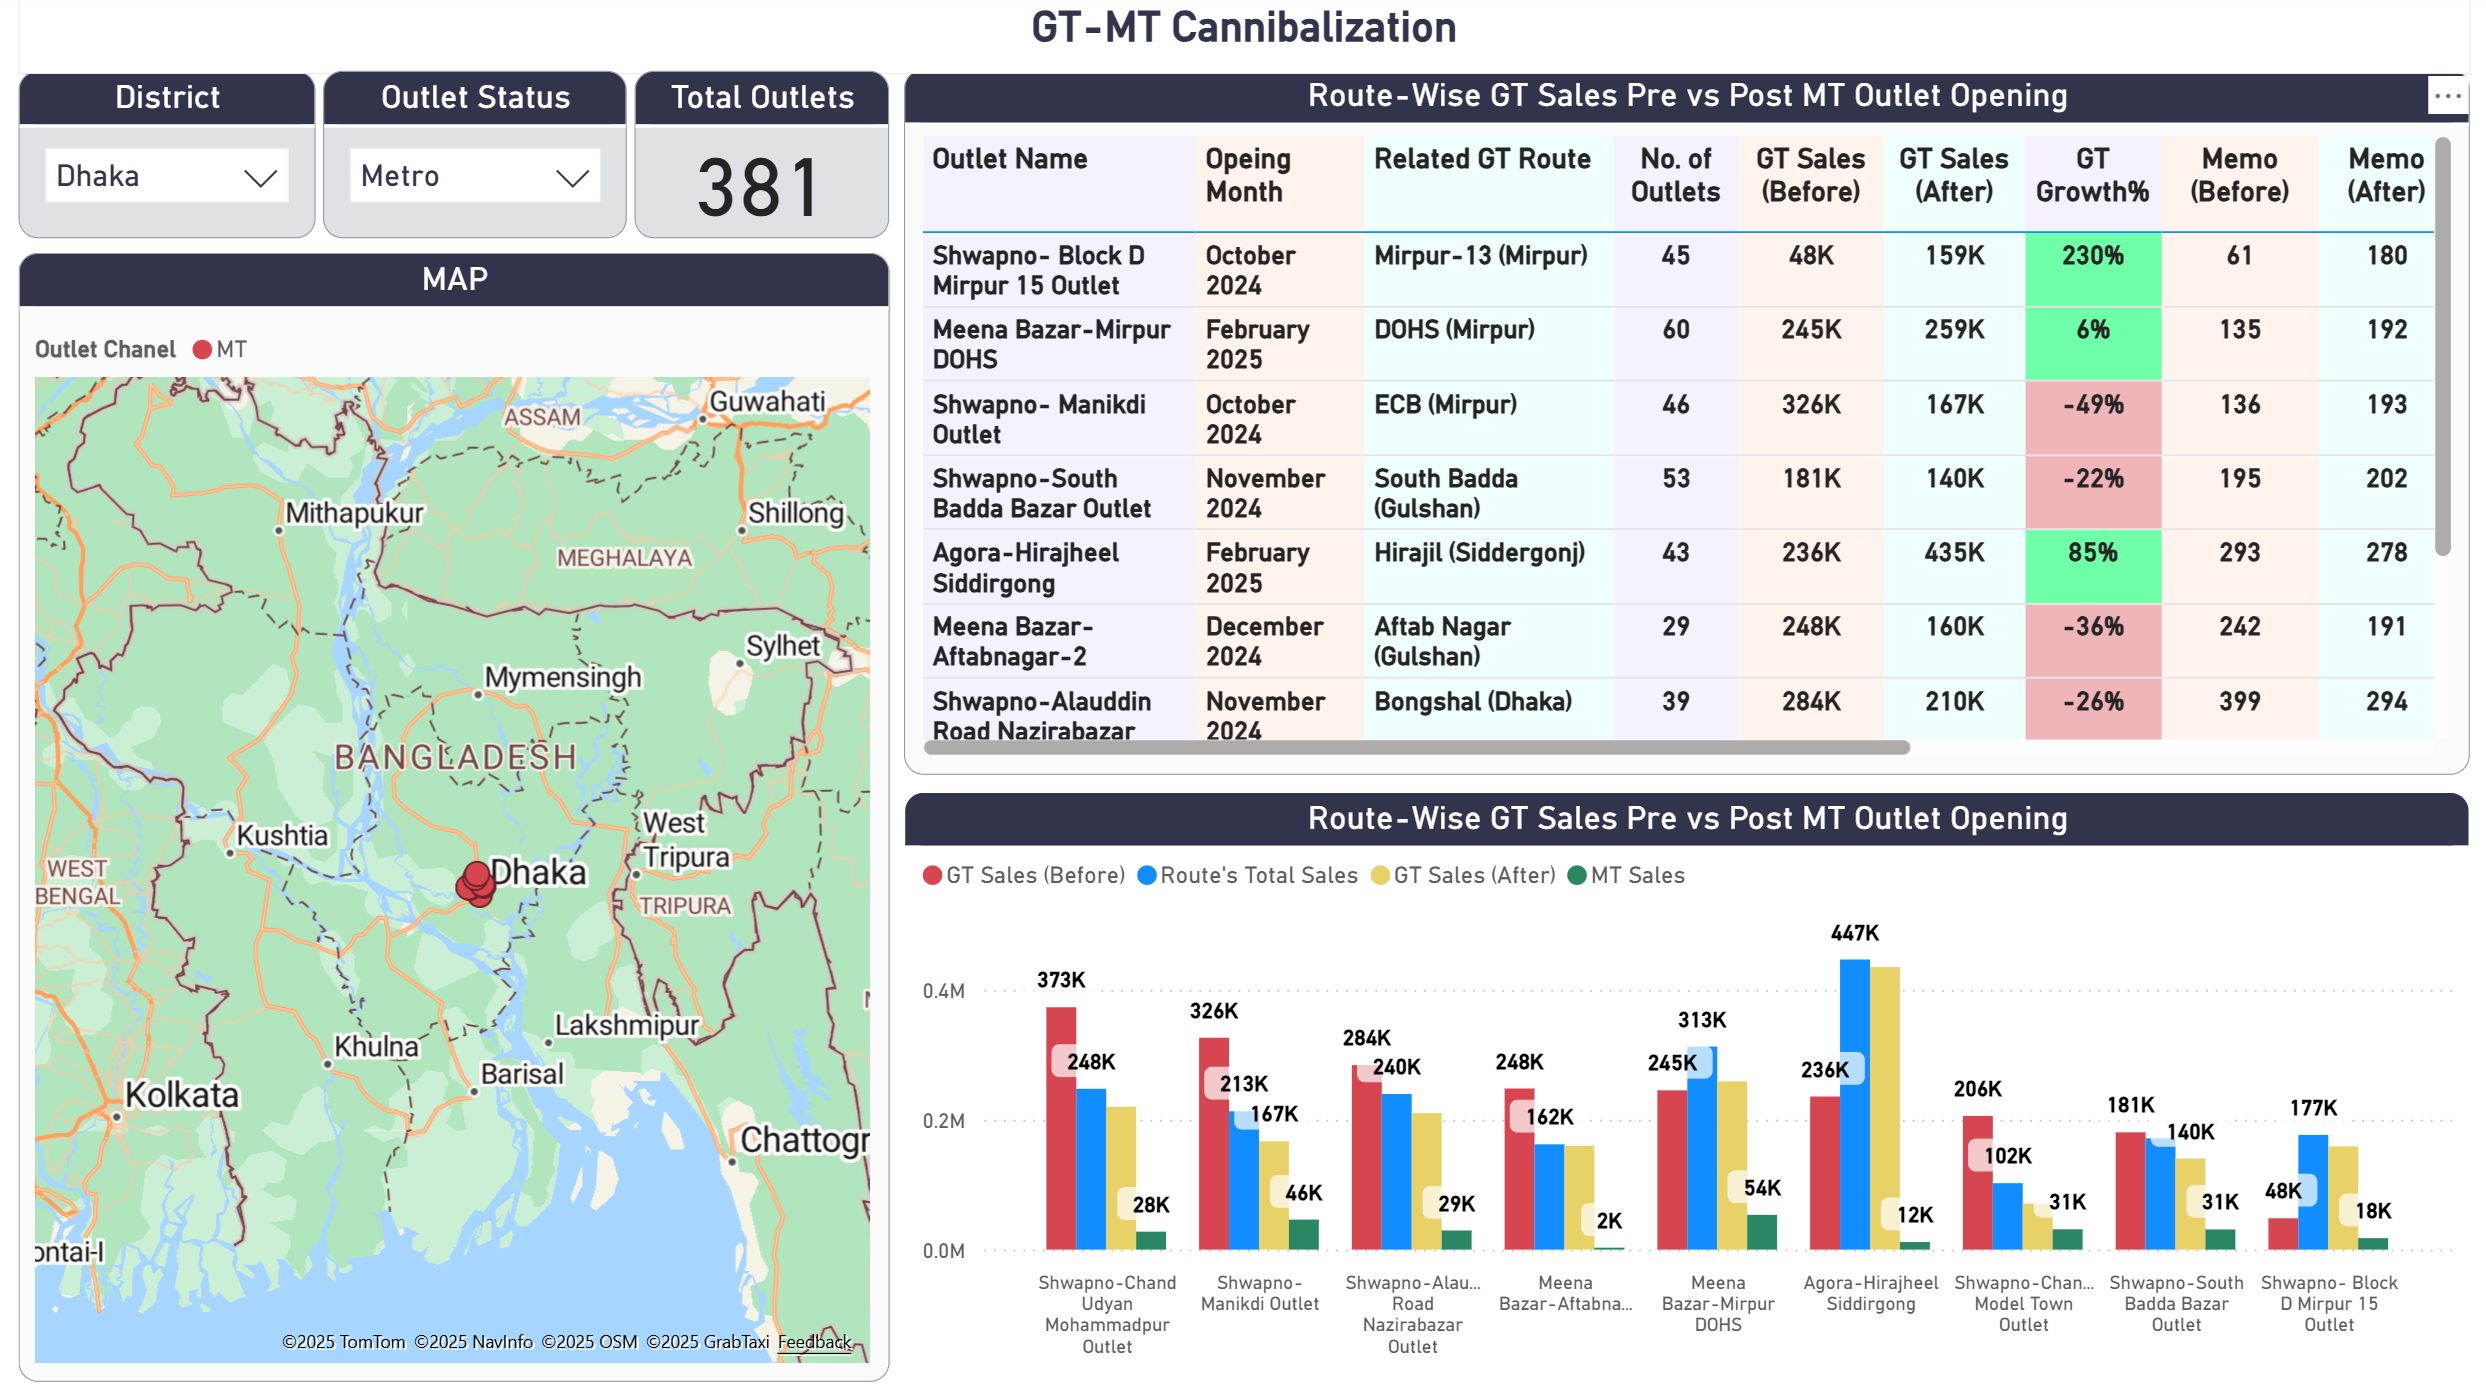 GT-MT Cannibalization
District
Dhaka
Outlet Status
Metro
Total Outlets
381
MAP
Outlet Chanel MT
Guwahati
ASSAM
Mithapukur
Shillong
MEGHALAYA
Sylhet
Mymensingh
BANGLADESH
West
Tripura
Kushtia
WEST
BENGAL
Dhaka
TRIPURA
Lakshmipur
Khulna
Barisal
Kolkata
Chattogr
ontai-l
©2025 TomTom ©2025 NavInfo ©2025 OSM ©2025 GrabTaxi Feedback
Route-Wise GT Sales Pre vs Post MT Outlet Opening
Outlet Name Opeing Related GT Route No. of GT Sales GT Sales GT Memo Memo
Month Outlets (Before) (After) Growth% (Before) (After)
Shwapno- Block D October Mirpur-13 (Mirpur) 45 48K 159K 230% 61 180
Mirpur 15 Outlet 2024
Meena Bazar-Mirpur February DOHS (Mirpur) 60 245K 259K 6% 135 192
DOHS 2025
Shwapno- Manikdi October ECB (Mirpur) 46 326K 167K -49% 136 193
Outlet 2024
Shwapno-South November South Badda 53 181K 140K -22% 195 202
Badda Bazar Outlet 2024 (Gulshan)
Agora-Hirajheel February Hirajil (Siddergonj) 43 236K 435K 85% 293 278
Siddirgong 2025
Meena Bazar- December Aftab Nagar 29 248K 160K -36% 242 191
Aftabnagar-2 2024 (Gulshan)
Shwapno-Alauddin November Bongshal (Dhaka) 39 284K 210K -26% 399 294
Road Nazirabazar 2024
Route-Wise GT Sales Pre vs Post MT Outlet Opening
GT Sales (Before) Route's Total Sales GT Sales (After) MT Sales
0.4M
0.2M
0.0M
373K 248K 28K
326K 213K 167K 46K
284K 240K 29K
248K 162K 2K
245K 313K 54K
236K 447K 12K
206K 102K 31K
181K 140K 31K
48K 177K 18K
Shwapno-Chand
Udyan
Mohammadpur
Outlet
Shwapno-
Manikdi Outlet
Shwapno-Alau...
Road
Nazirabazar
Outlet
Meena
Bazar-Aftabna...
Meena
Bazar-Mirpur
DOHS
Agora-Hirajheel
Siddirgong
Shwapno-Chan...
Model Town
Outlet
Shwapno-South
Badda Bazar
Outlet
Shwapno- Block
D Mirpur 15
Outlet